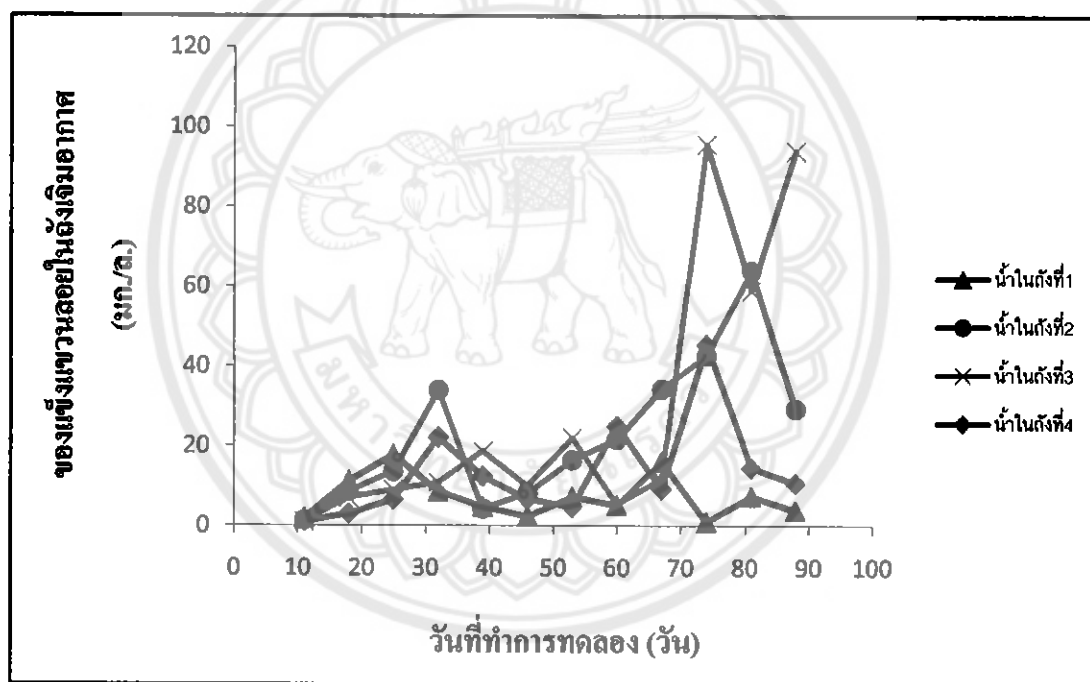 ของแข็งแขวนลอยในถังเจิมอากาศ
(มก./ล.)
120
100
80
60
40
20
0
0 10 20 30 40 50 60 70 80 90 100
วันที่ทำการทดลอง (วัน)
น้ำในถังที่1
น้ำในถังที่2
น้ำในถังที่3
น้ำในถังที่4